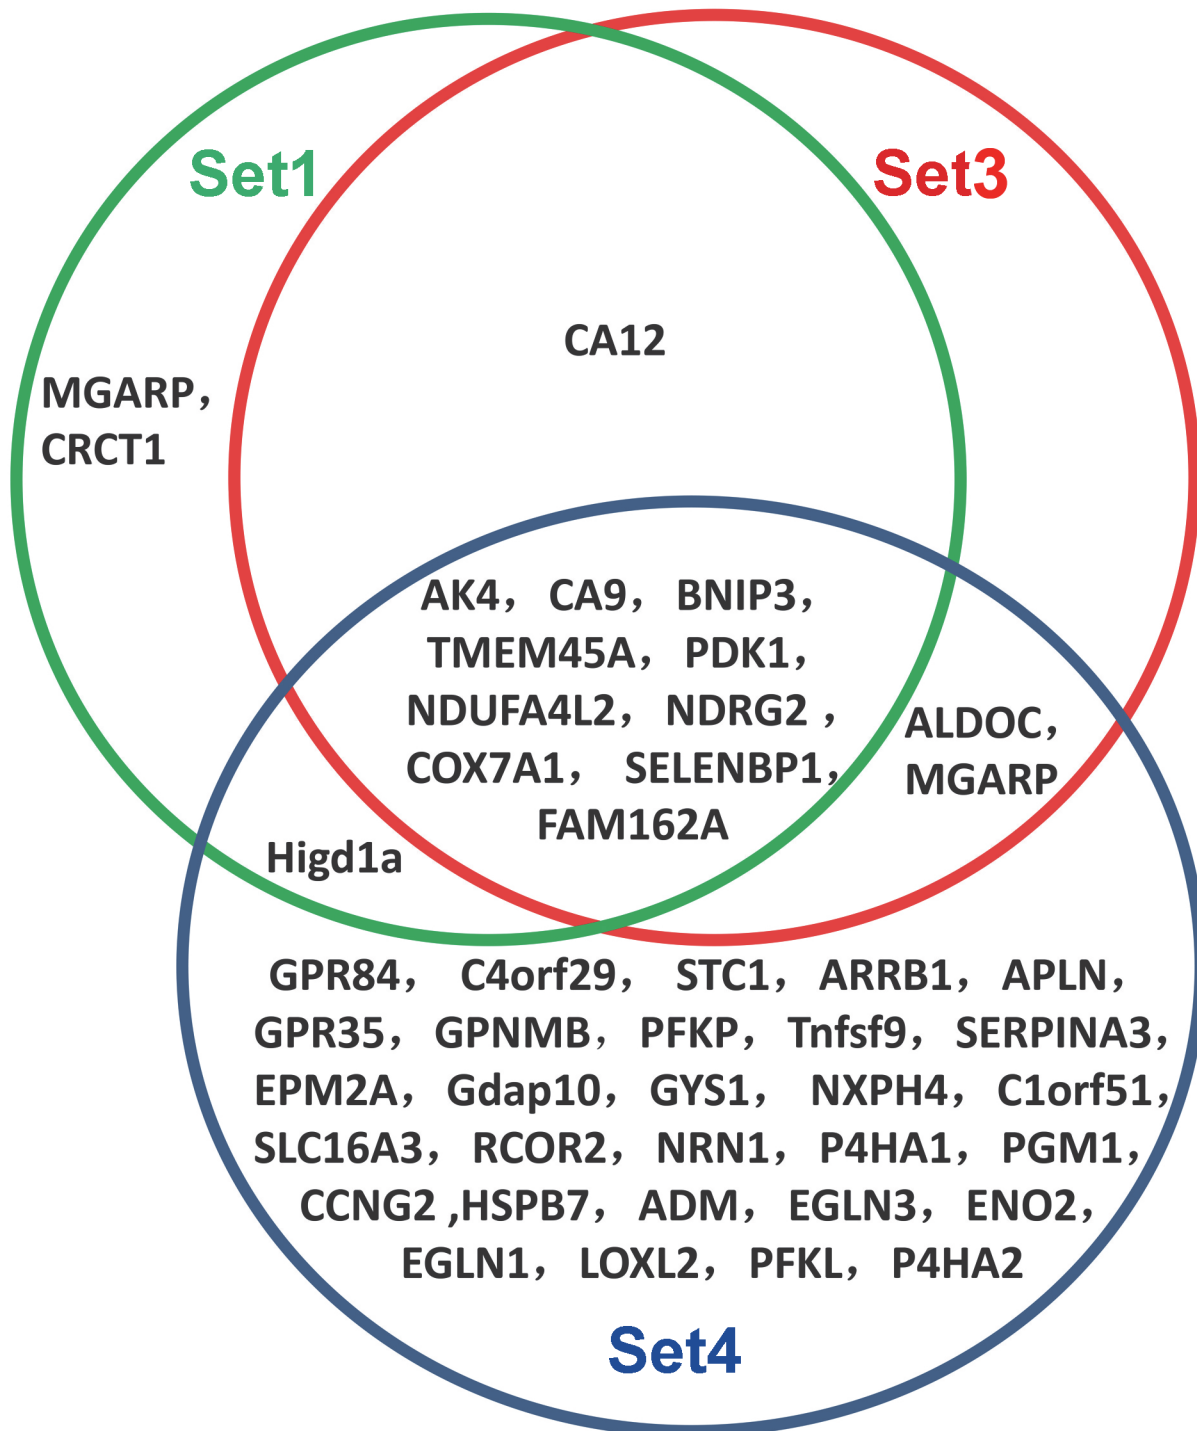 Set1
Set3
CA12
MGARP，
CRCT1
AK4， CA9， BNIP3，
TMEM45A， PDK1，
NDUFA4L2， NDRG2 ，
COX7A1， SELENBP1，
FAM162A
ALDOC，
MGARP
Higd1a
GPR84， C4orf29， STC1， ARRB1， APLN，
GPR35， GPNMB， PFKP， Tnfsf9， SERPINA3，
EPM2A， Gdap10， GYS1， NXPH4， C1orf51，
SLC16A3， RCOR2， NRN1， P4HA1， PGM1，
CCNG2 ,HSPB7， ADM， EGLN3， ENO2，
EGLN1， LOXL2， PFKL， P4HA2
Set4